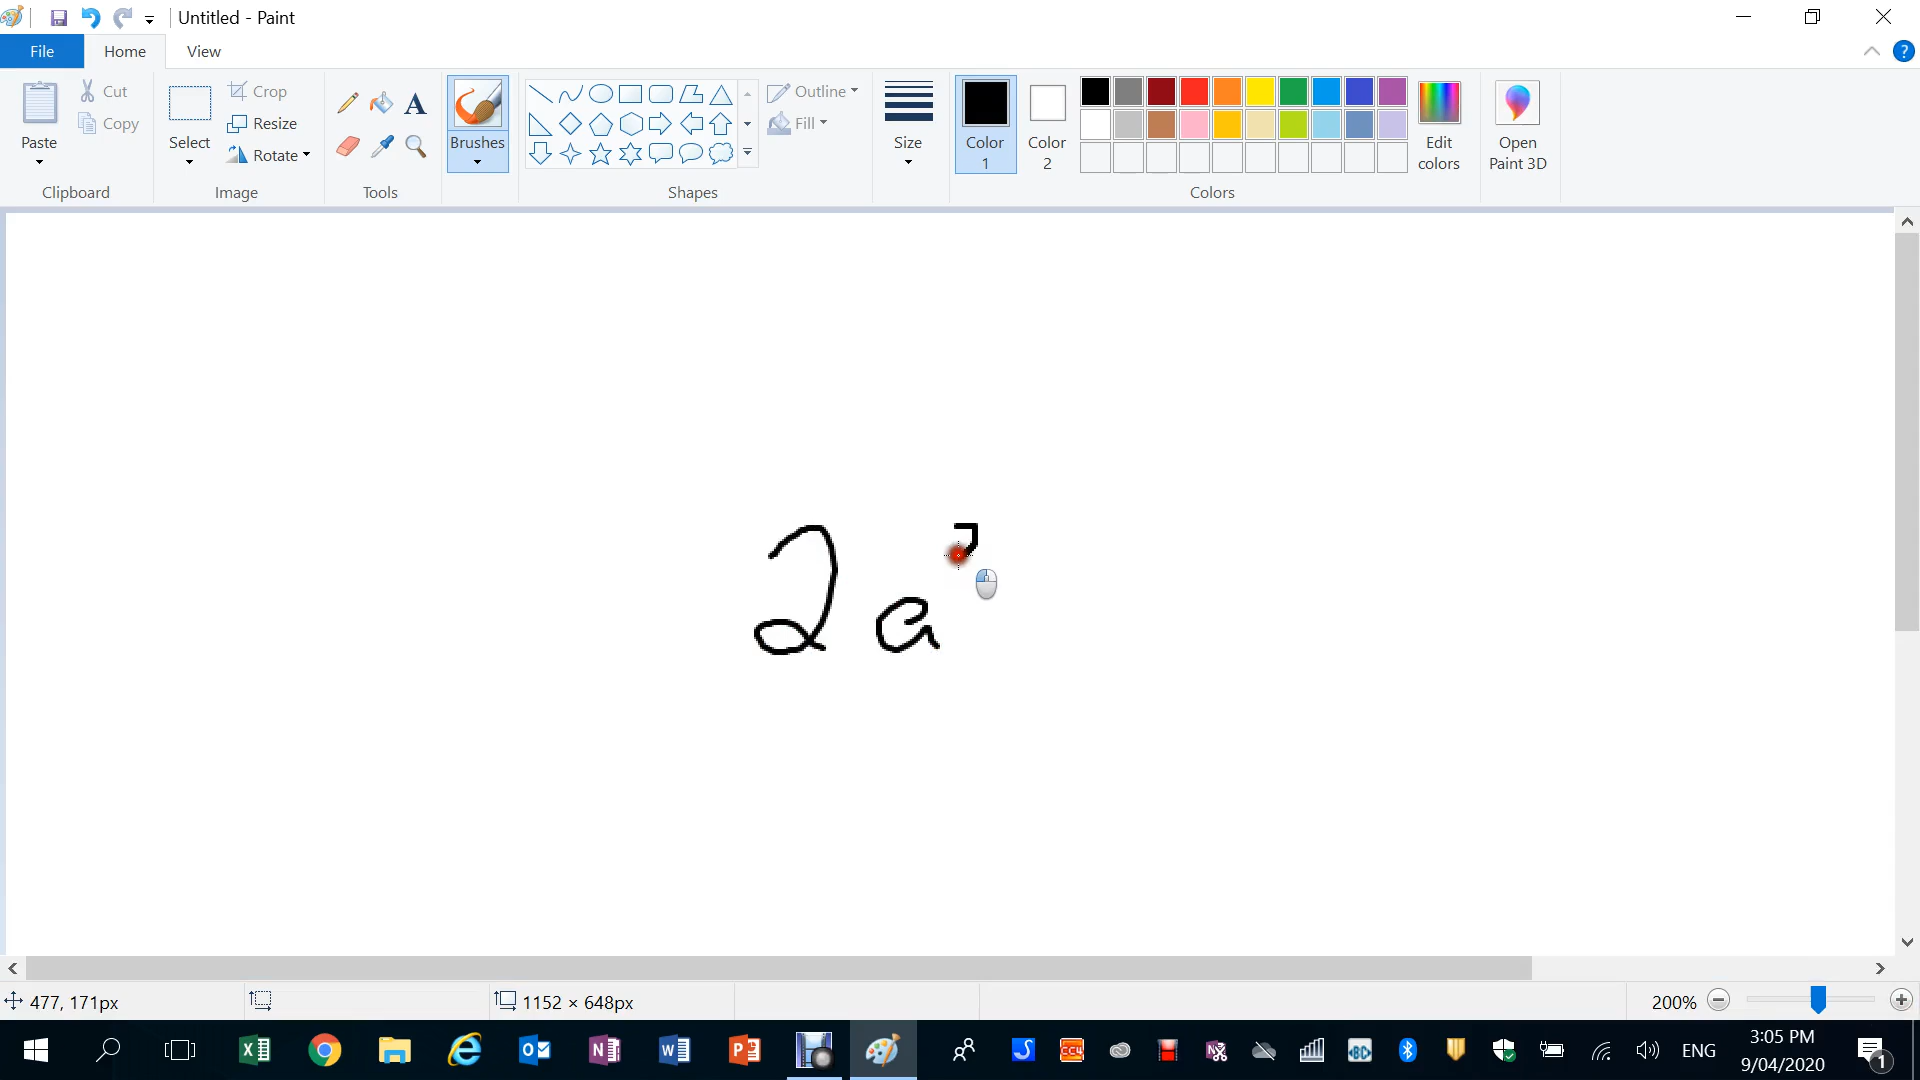 Untitled - Paint
File Home View
Paste Cut Copy Clipboard
Select Crop Resize Rotate Image
Tools
Brushes
Shapes
Outline Fill
Size
Color 1
Color 2
Edit colors
Colors
Open Paint 3D
2 a
477, 171px
1152 × 648px
200%
ENG
3:05 PM
9/04/2020
1